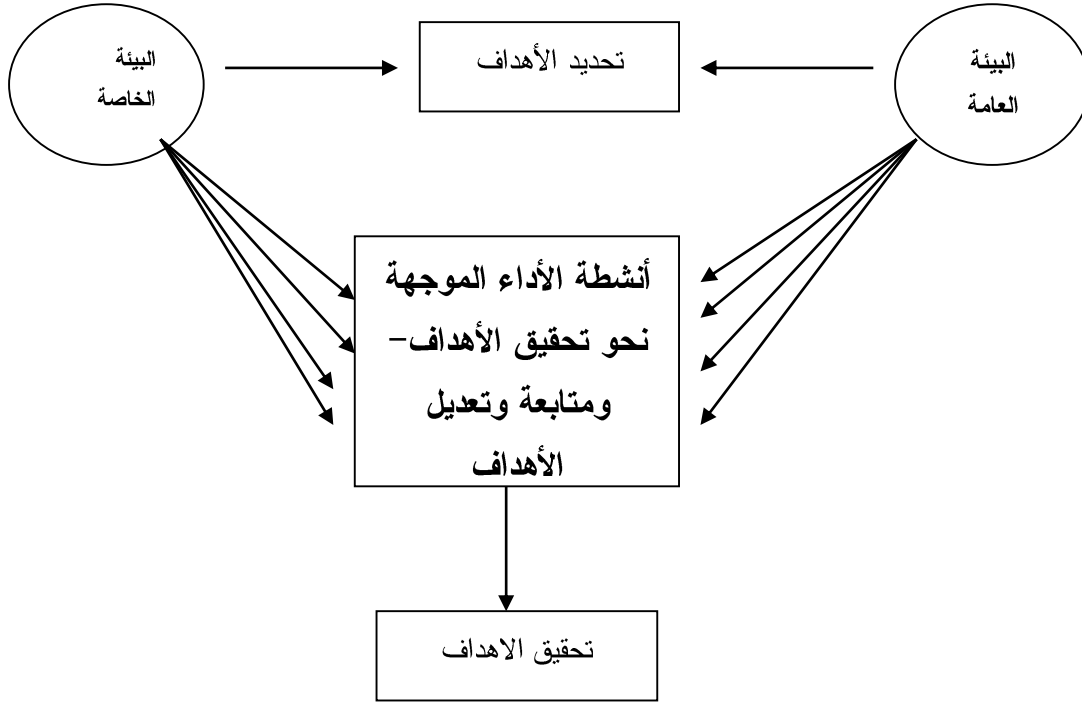 البيئة
العامة
تحديد الأهداف
البيئة
الخاصة
أنشطة الأداء الموجهة
نحو تحقيق الأهداف–
ومتابعة وتعديل
الأهداف
تحقيق الاهداف